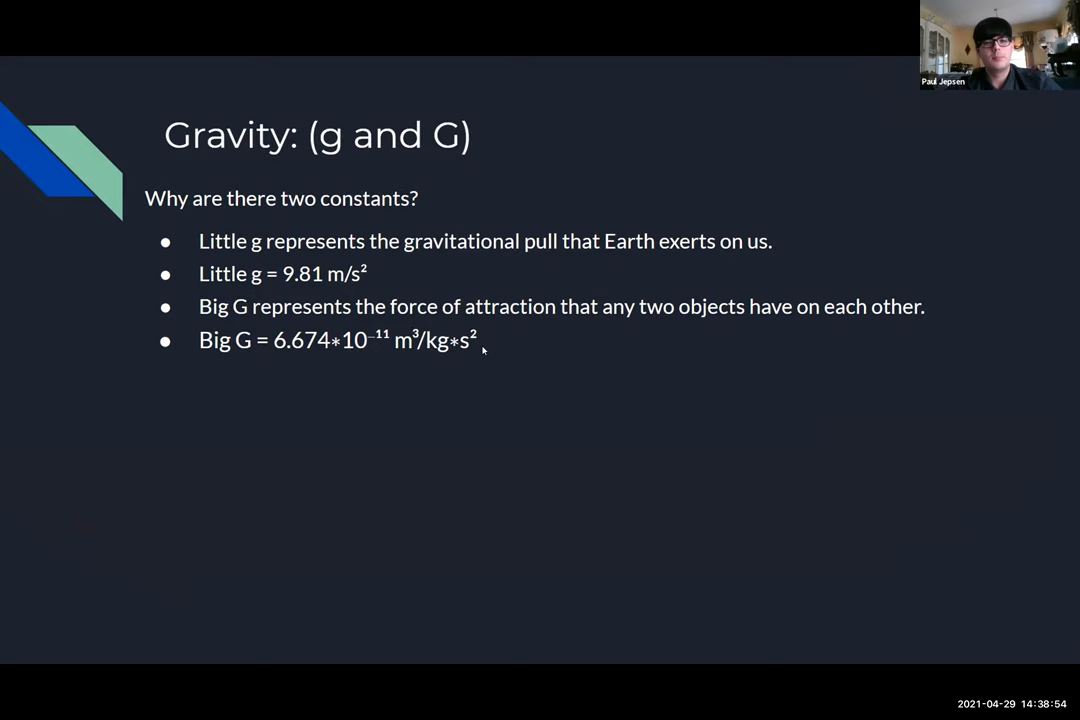 Paul Jepsen
Gravity: (g and G)
Why are there two constants?
● Little g represents the gravitational pull that Earth exerts on us.
● Little g = 9.81 m/s²
● Big G represents the force of attraction that any two objects have on each other.
● Big G = 6.674∗10⁻¹¹ m³/kg∗s²
2021-04-29 14:38:54